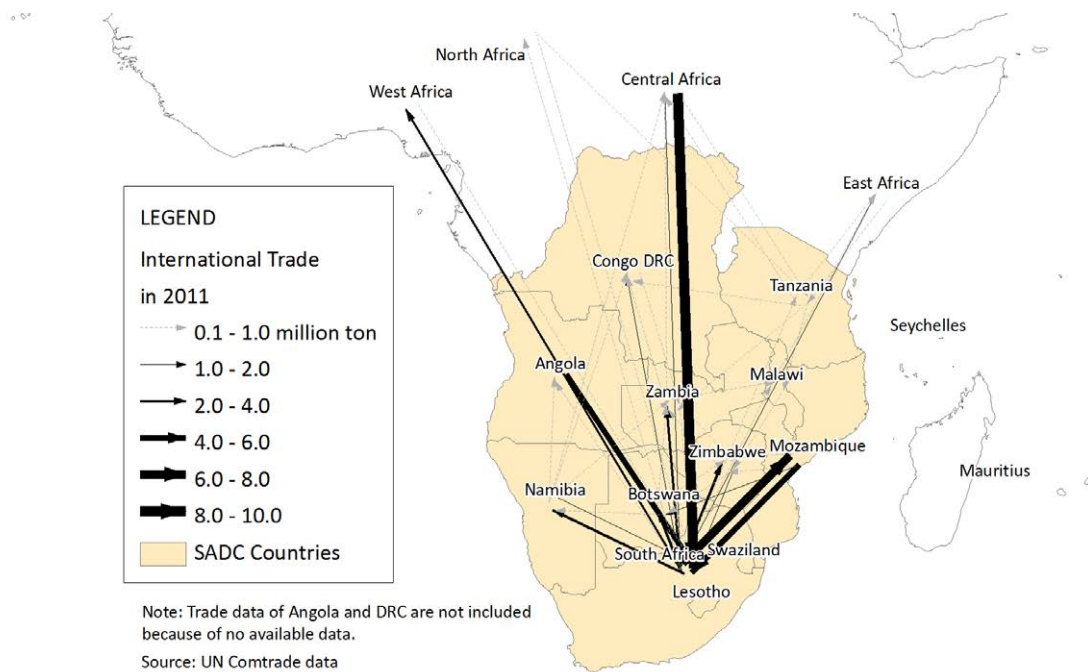 North Africa
Central Africa
West Africa
East Africa
LEGEND
International Trade
in 2011
0.1 - 1.0 million ton
1.0 - 2.0
2.0 - 4.0
4.0 - 6.0
6.0 - 8.0
8.0 - 10.0
SADC Countries
Congo DRC
Tanzania
Seychelles
Angola
Malawi
Zambia
Mozambique
Zimbabwe
Mauritius
Namibia
Botswana
South Africa
Swaziland
Lesotho
Note: Trade data of Angola and DRC are not included
because of no available data.
Source: UN Comtrade data